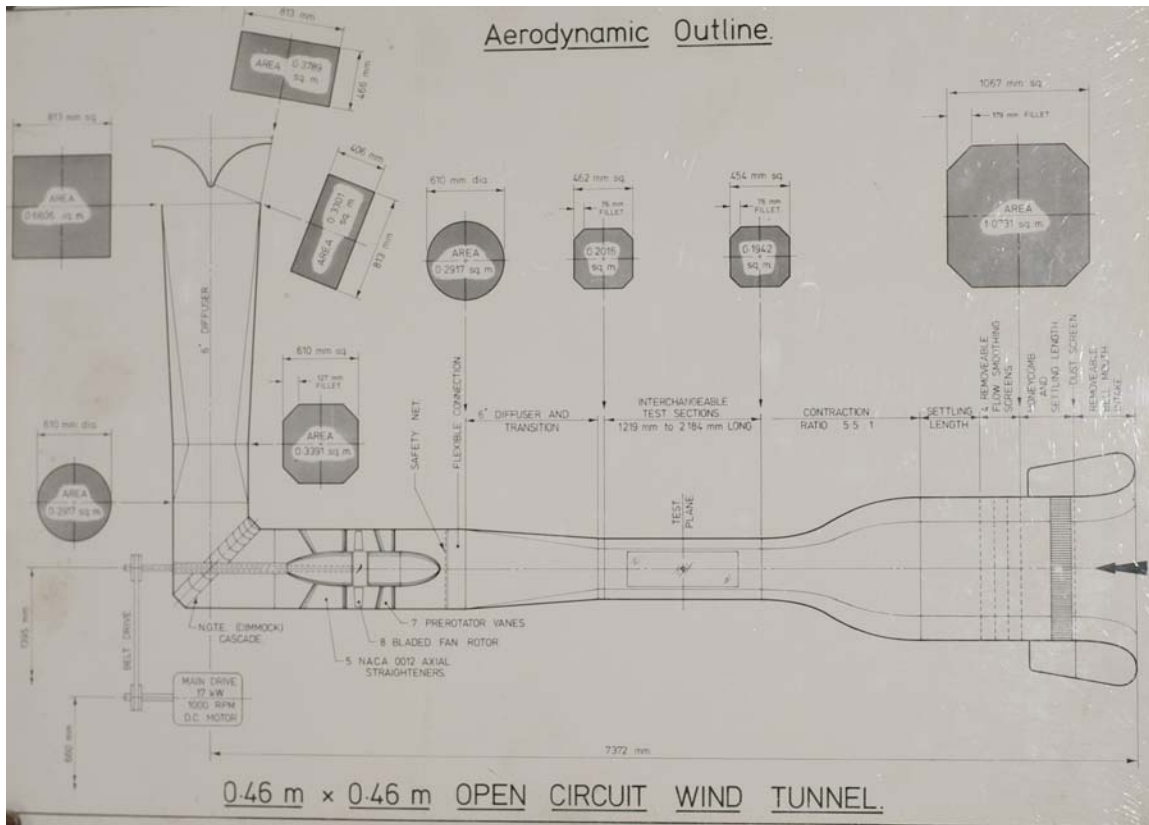 Aerodynamic Outline.
813 mm
AREA 0·3789
sq. m.
466 mm
1067 mm sq.
179 mm FILLET
AREA
1·0731 sq. m.
813 mm sq.
AREA
0·6606 sq. m.
406 mm
AREA 0·3301
sq. m.
813 mm
610 mm dia.
AREA
0·2917 sq. m.
462 mm sq.
76 mm
FILLET
0·2016
sq. m.
454 mm sq.
76 mm
FILLET
0·1942
sq. m.
6° DIFFUSER
610 mm sq.
127 mm
FILLET
AREA
0·3391 sq. m.
610 mm dia.
AREA
0·2917 sq. m.
SAFETY NET
FLEXIBLE CONNECTION
6° DIFFUSER AND
TRANSITION
INTERCHANGEABLE
TEST SECTIONS
1219 mm to 2184 mm LONG
CONTRACTION
RATIO 5·5 : 1
SETTLING
LENGTH
4 REMOVEABLE
FLOW SMOOTHING
SCREENS
HONEYCOMB
AND
SETTLING LENGTH
DUST SCREEN
REMOVEABLE
BELL MOUTH
INTAKE
TEST
PLANE
N.G.T.E. (DIMMOCK)
CASCADE
7 PREROTATOR VANES
8 BLADED FAN ROTOR
5 NACA 0012 AXIAL
STRAIGHTENERS
1395 mm
BELT DRIVE
MAIN DRIVE
17 kW
1000 RPM
D.C. MOTOR
660 mm
7372 mm
0·46 m × 0·46 m OPEN CIRCUIT WIND TUNNEL.